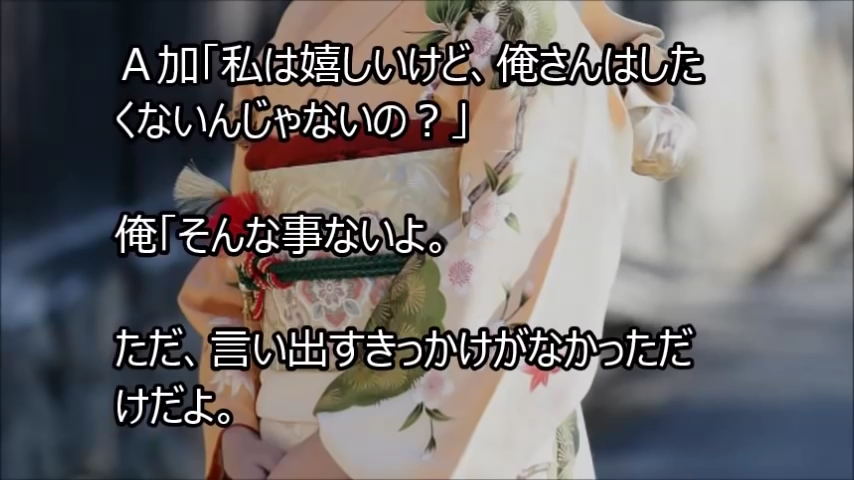 Ａ加「私は嬉しいけど、俺さんはした
くないんじゃないの？」
俺「そんな事ないよ。
ただ、言い出すきっかけがなかっただ
けだよ。